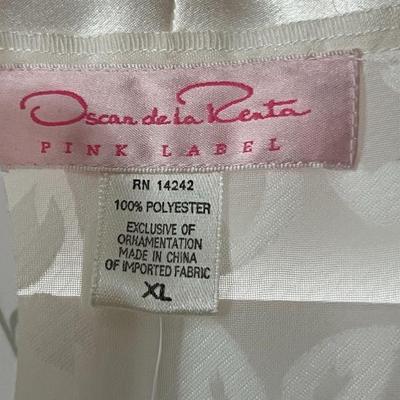 Oscar de la Renta
PINK LABEL
RN 14242
100% POLYESTER
EXCLUSIVE OF
ORNAMENTATION
MADE IN CHINA
OF IMPORTED FABRIC
XL